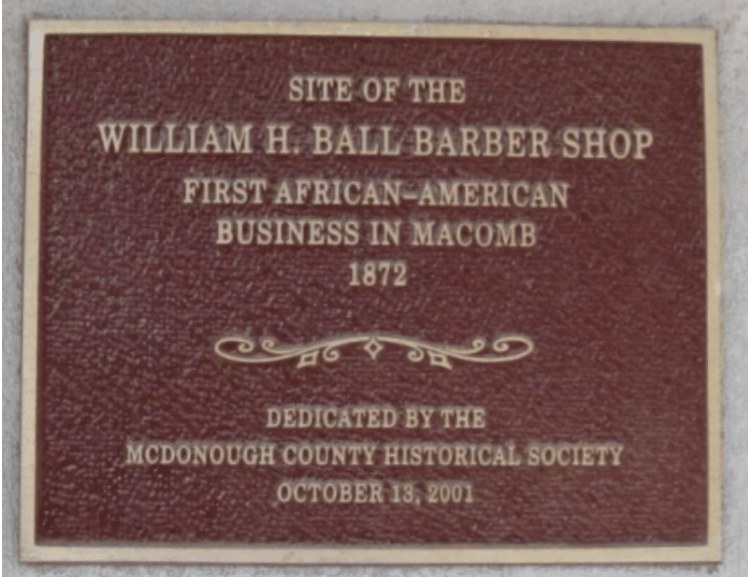 SITE OF THE
WILLIAM H. BALL BARBER SHOP
FIRST AFRICAN–AMERICAN
BUSINESS IN MACOMB
1872
DEDICATED BY THE
MCDONOUGH COUNTY HISTORICAL SOCIETY
OCTOBER 13, 2001